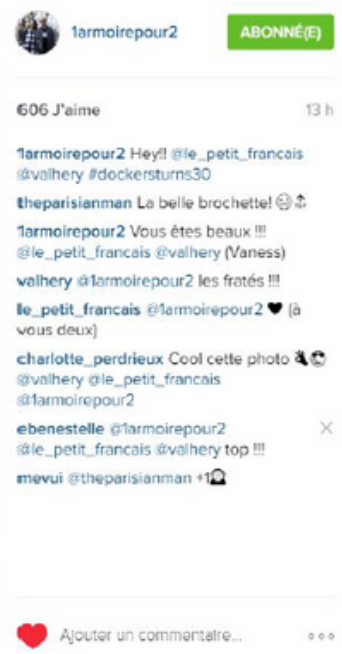 1armoirepour2 ABONNÉ(E)
606 J'aime 13 h
1armoirepour2 Hey!! @le_petit_francais
@valhery #dockersturns30
theparisianman La belle brochette!
1armoirepour2 Vous êtes beaux !!!
@le_petit_francais @valhery (Vaness)
valhery @1armoirepour2 les fratés !!!
le_petit_francais @1armoirepour2 ♥ (à
vous deux)
charlotte_perdrieux Cool cette photo
@valhery @le_petit_francais
@1armoirepour2
ebenestelle @1armoirepour2
@le_petit_francais @valhery top !!!
mevui @theparisianman +1
Ajouter un commentaire...